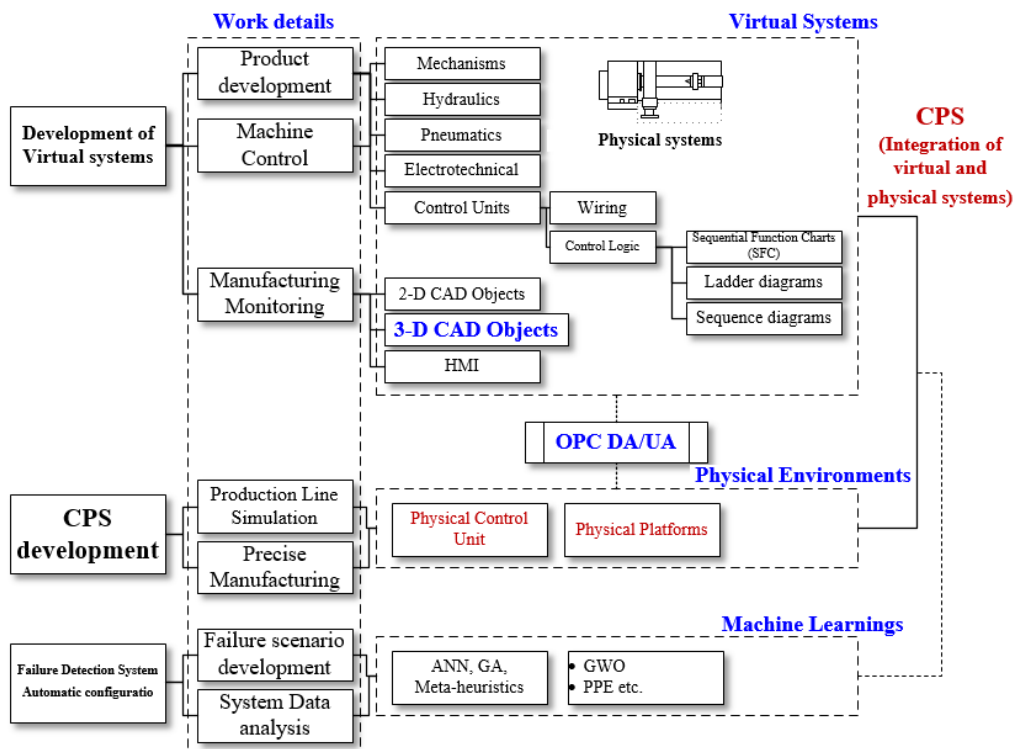 Work details
Virtual Systems
Product
development
Mechanisms
Hydraulics
Physical systems
Development of
Virtual systems
Machine
Control
Pneumatics
Electrotechnical
CPS
(Integration of
virtual and
physical systems)
Control Units
Wiring
Control Logic
Sequential Function Charts
(SFC)
Ladder diagrams
Sequence diagrams
Manufacturing
Monitoring
2-D CAD Objects
3-D CAD Objects
HMI
OPC DA/UA
Physical Environments
CPS
development
Production Line
Simulation
Precise
Manufacturing
Physical Control
Unit
Physical Platforms
Machine Learnings
Failure Detection System
Automatic configuratio
Failure scenario
development
System Data
analysis
ANN, GA,
Meta-heuristics
• GWO
• PPE etc.